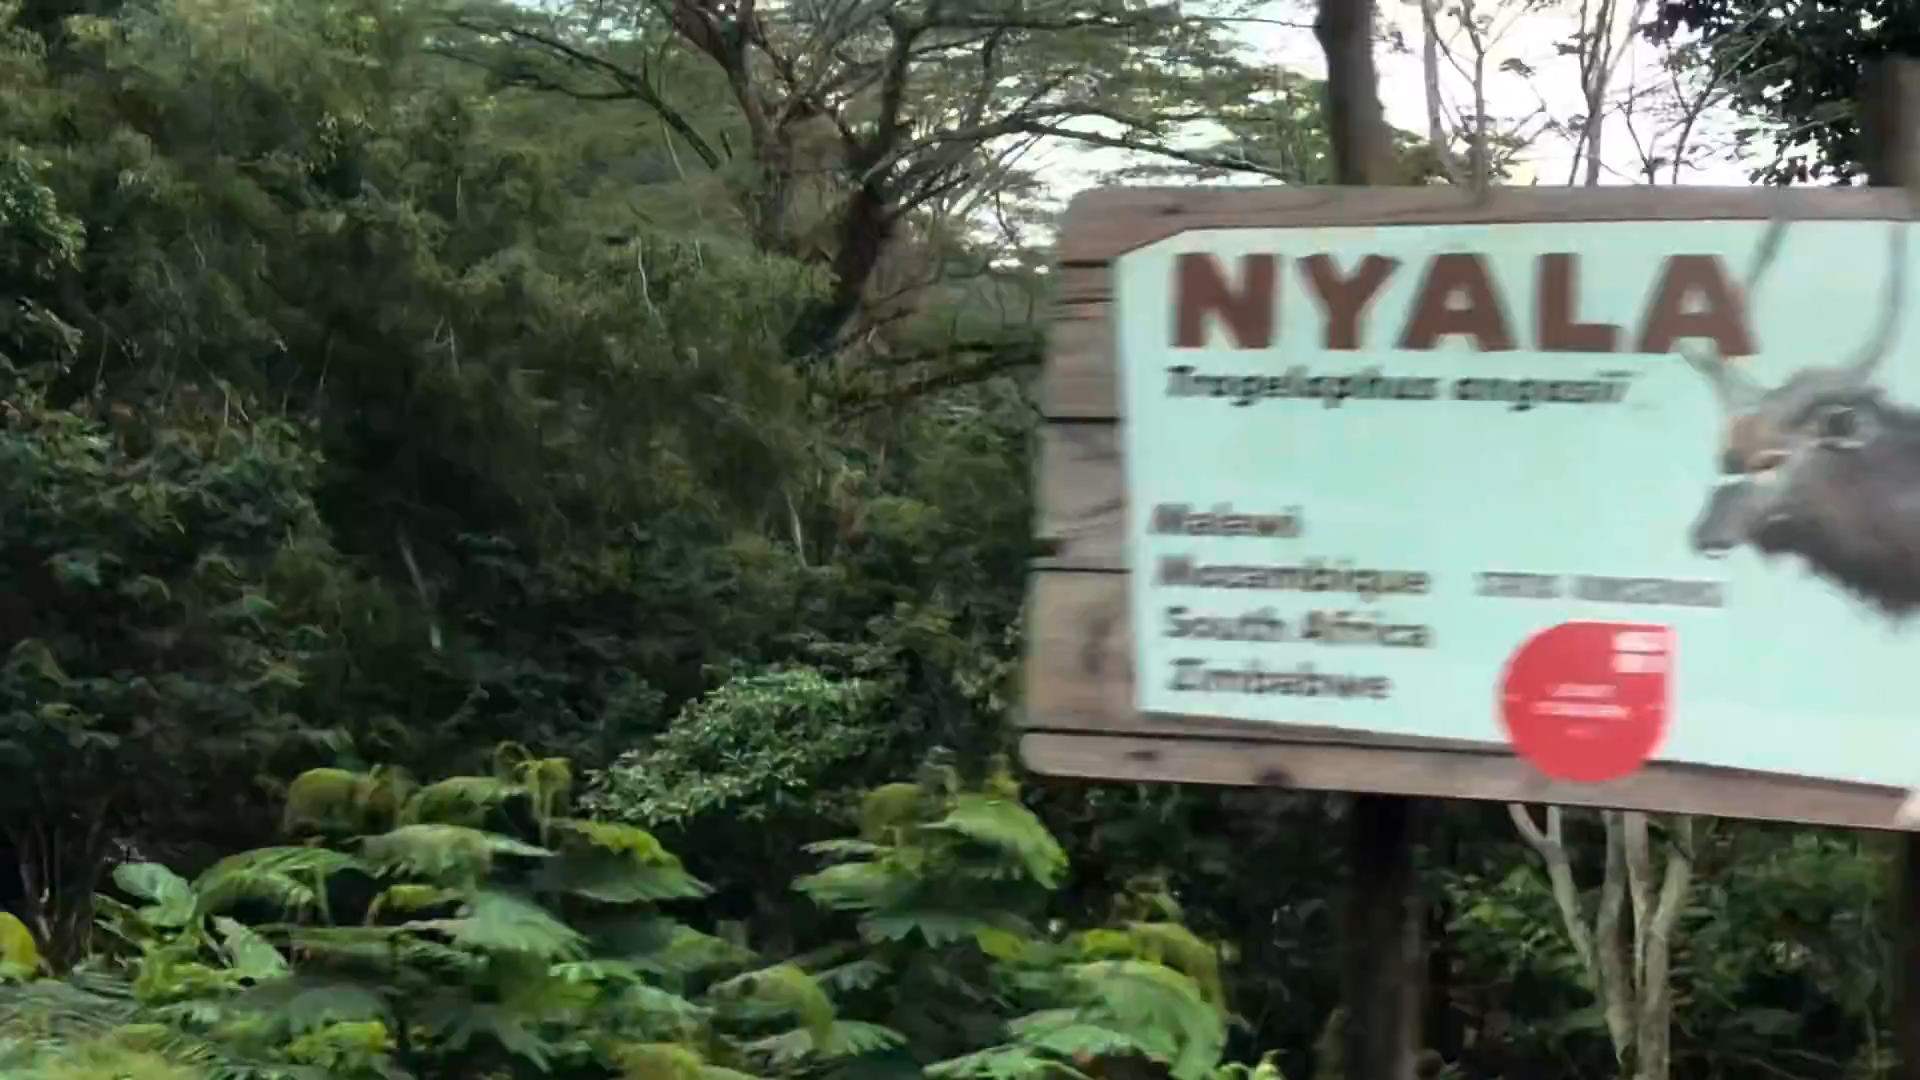 NYALA
Tragelaphus angasii
Malawi
Mozambique
South Africa
Zimbabwe